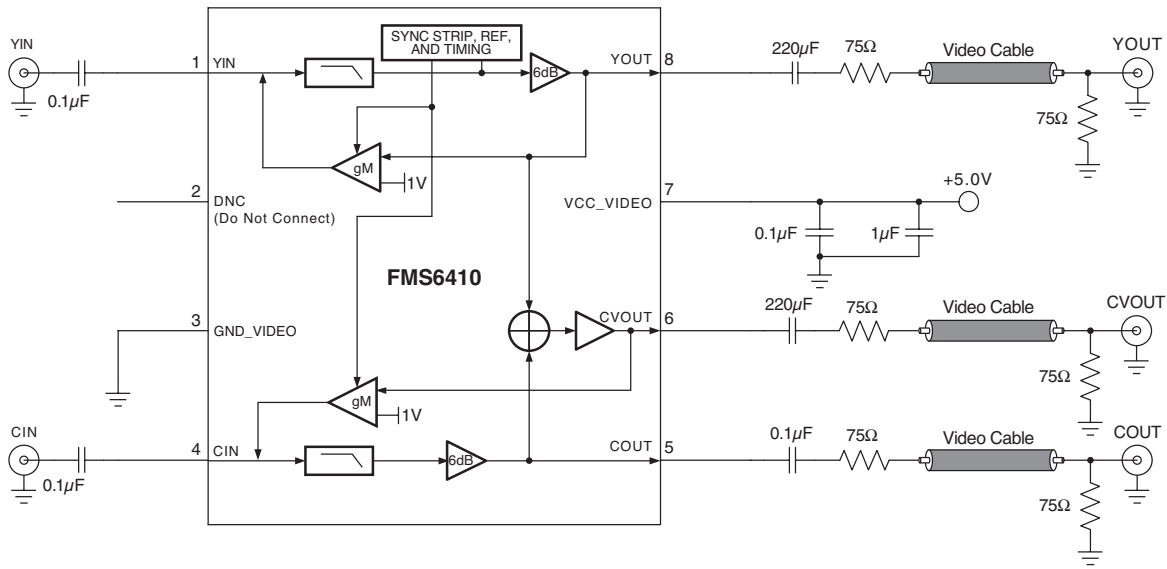 SYNC STRIP, REF,
AND TIMING
YIN
0.1µF
1
YIN
6dB
YOUT
8
220µF
75Ω
Video Cable
YOUT
75Ω
gM
1V
2
DNC
(Do Not Connect)
7
VCC_VIDEO
+5.0V
0.1µF
1µF
FMS6410
3
GND_VIDEO
CVOUT
6
220µF
75Ω
Video Cable
CVOUT
75Ω
gM
1V
CIN
0.1µF
4
CIN
6dB
COUT
5
0.1µF
75Ω
Video Cable
COUT
75Ω